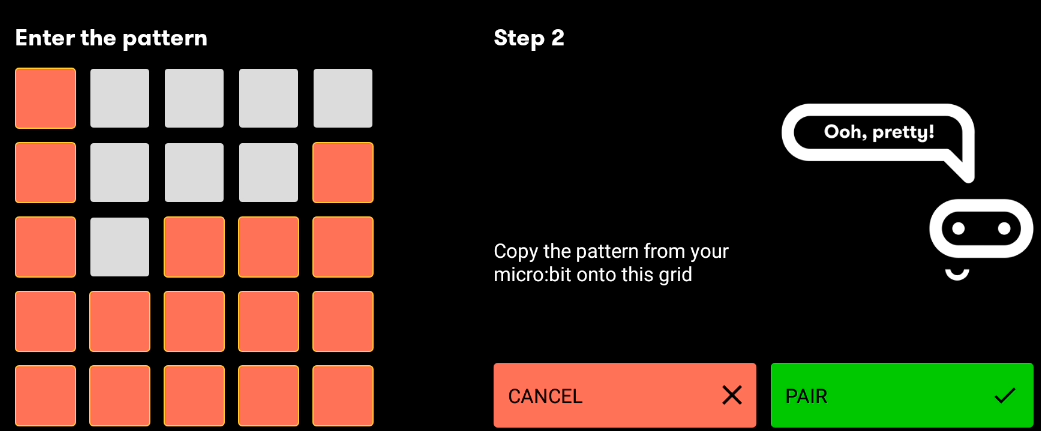 Enter the pattern
Step 2
Ooh, pretty!
Copy the pattern from your
micro:bit onto this grid
CANCEL
PAIR